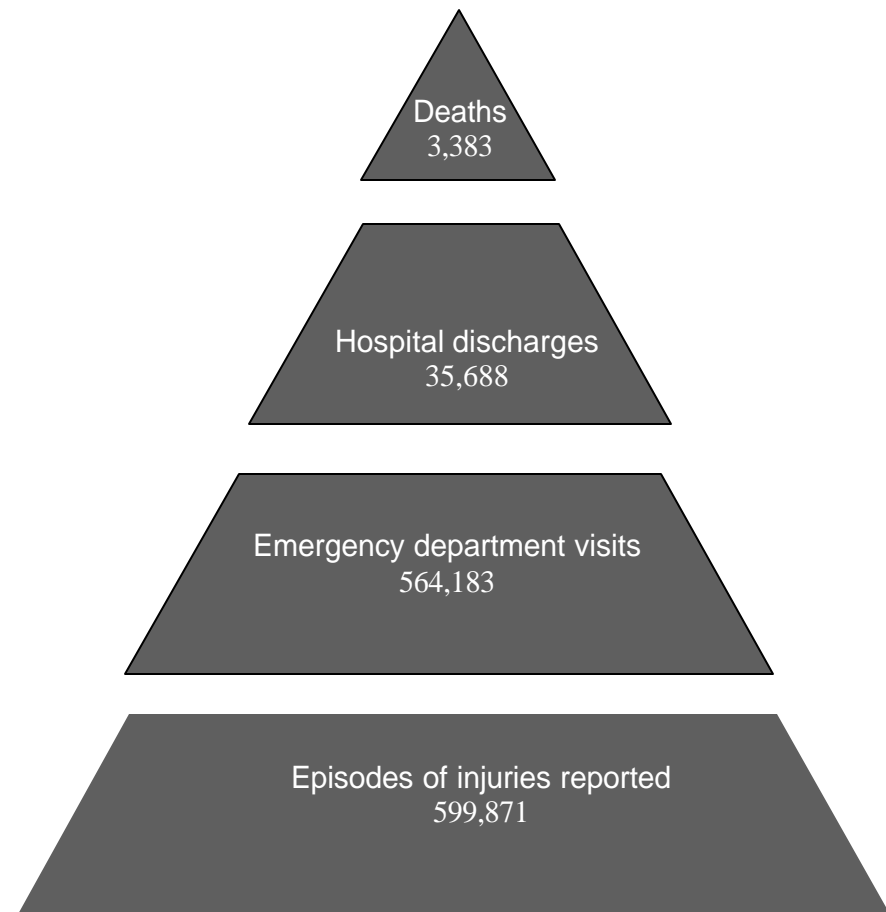 Deaths
3,383
Hospital discharges
35,688
Emergency department visits
564,183
Episodes of injuries reported
599,871